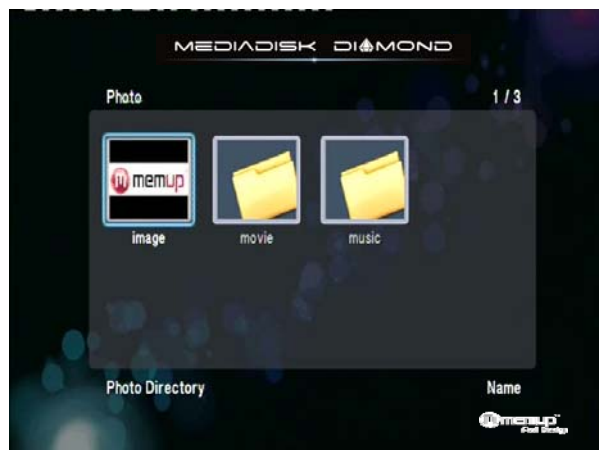 MEDIADISK DIAMOND
Photo 1 / 3
memup
image movie music
Photo Directory Name
memup